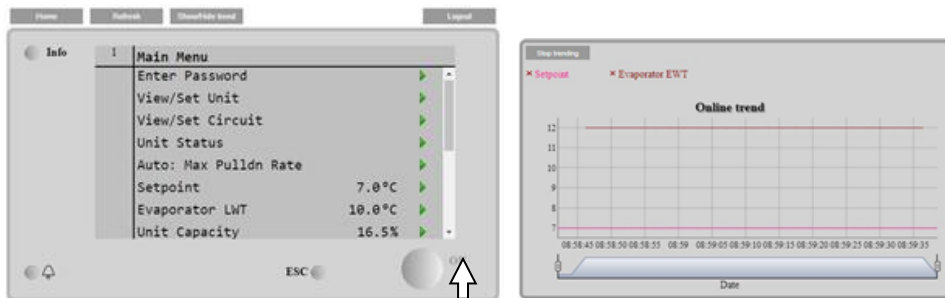 Home Refresh Show/Hide trend Logout
Info
1 Main Menu
Enter Password
View/Set Unit
View/Set Circuit
Unit Status
Auto: Max Pulldn Rate
Setpoint 7.0°C
Evaporator LWT 10.0°C
Unit Capacity 16.5%
ESC
Stop trending
× Setpoint × Evaporator EWT
Online trend
12
11
10
9
8
7
08:58:45 08:58:50 08:58:55 08:59 08:59:05 08:59:10 08:59:15 08:59:20 08:59:25 08:59:30 08:59:35
Date